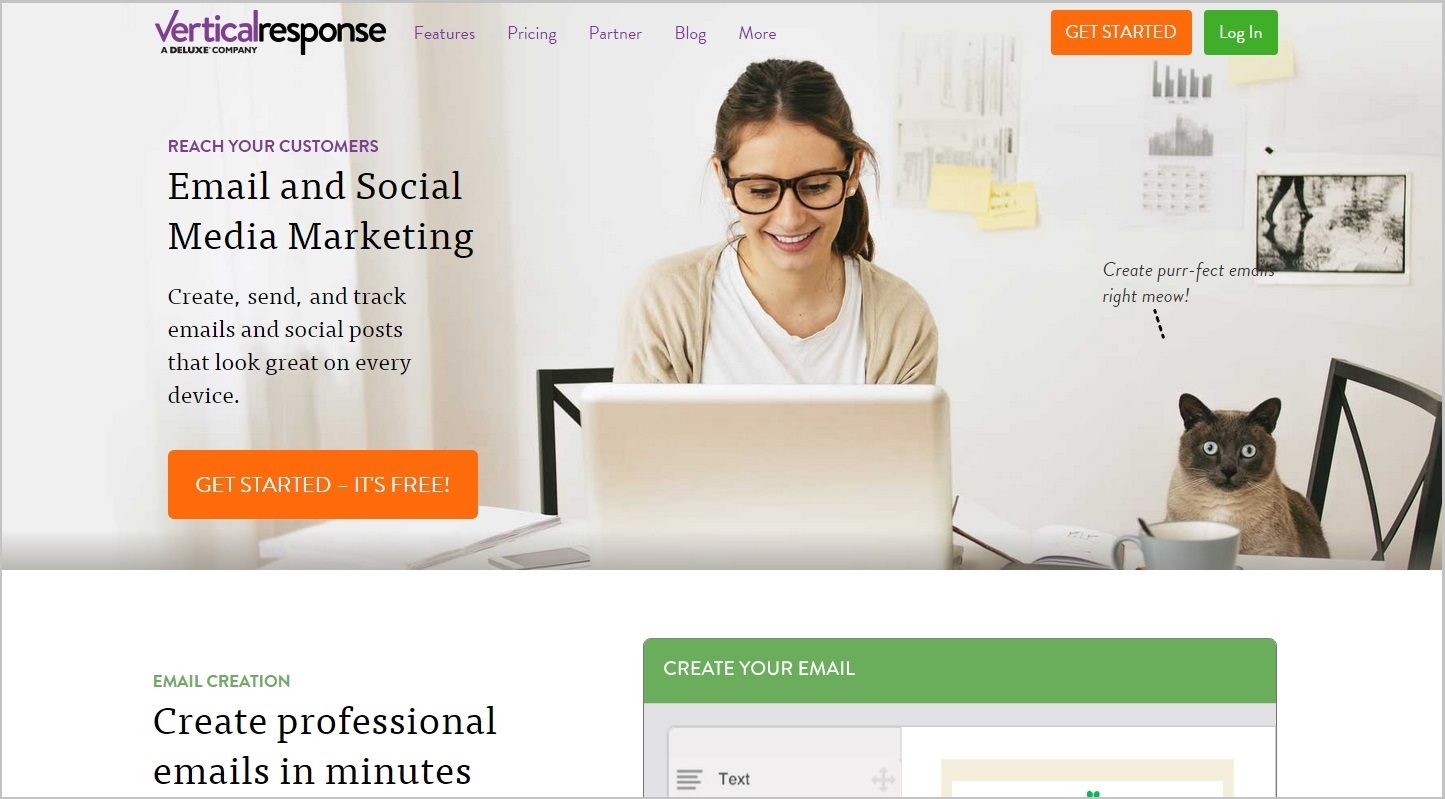 verticalresponse
A DELUXE COMPANY
Features
Pricing
Partner
Blog
More
GET STARTED
Log In
REACH YOUR CUSTOMERS
Email and Social
Media Marketing
Create, send, and track
emails and social posts
that look great on every
device.
GET STARTED – IT'S FREE!
Create purr-fect emails
right meow!
EMAIL CREATION
Create professional
emails in minutes
CREATE YOUR EMAIL
Text